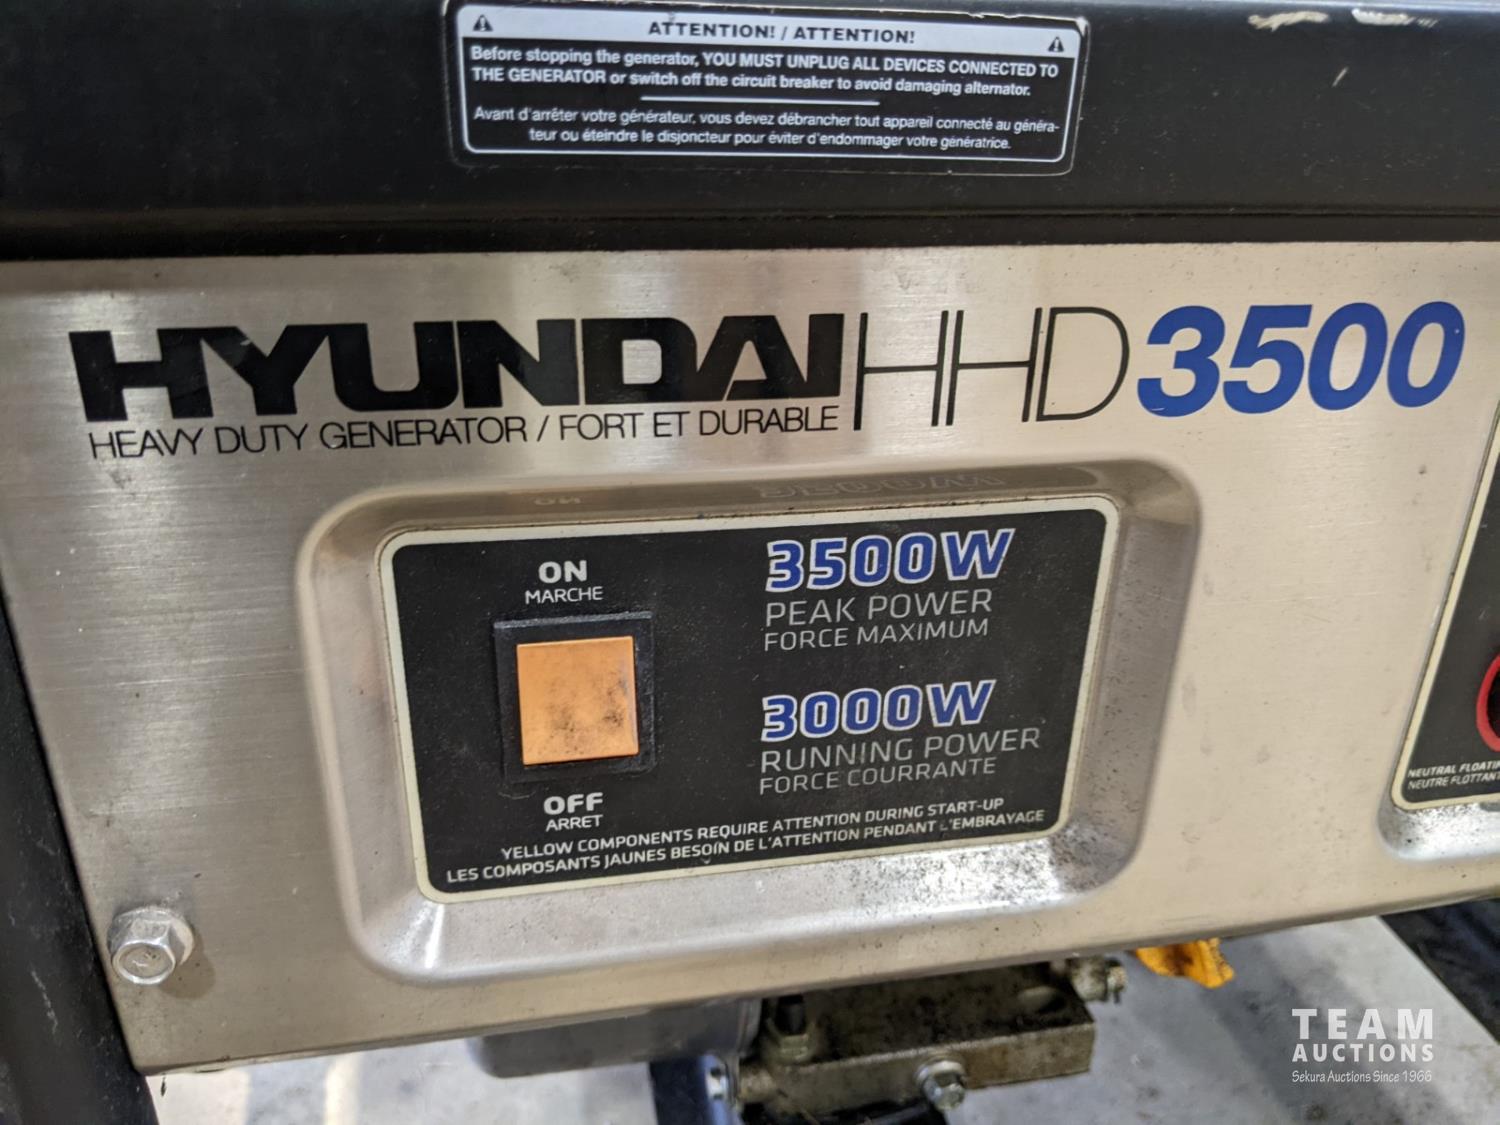 ATTENTION! / ATTENTION!
Before stopping the generator, YOU MUST UNPLUG ALL DEVICES CONNECTED TO
THE GENERATOR or switch off the circuit breaker to avoid damaging alternator.
Avant d'arrêter votre générateur, vous devez débrancher tout appareil connecté au généra-
teur ou éteindre le disjoncteur pour éviter d'endommager votre génératrice.
HYUNDAI HHD3500
HEAVY DUTY GENERATOR / FORT ET DURABLE
ON
MARCHE
OFF
ARRET
3500W
PEAK POWER
FORCE MAXIMUM
3000W
RUNNING POWER
FORCE COURRANTE
YELLOW COMPONENTS REQUIRE ATTENTION DURING START-UP
LES COMPOSANTS JAUNES BESOIN DE L'ATTENTION PENDANT L'EMBRAYAGE
NEUTRAL FLOATIN
NEUTRE FLOTTAN
TEAM
AUCTIONS
Sekura Auctions Since 1966